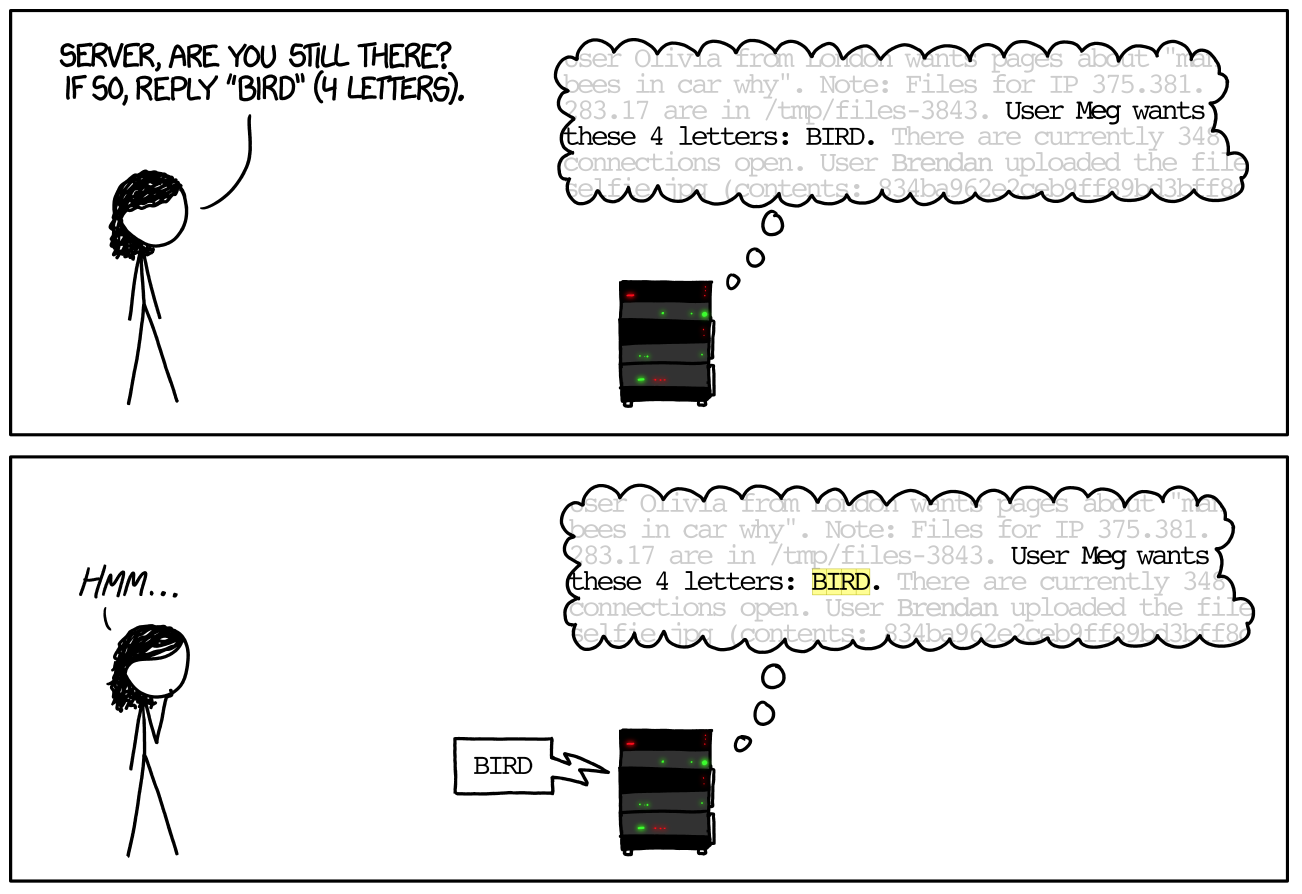 SERVER, ARE YOU STILL THERE?
IF SO, REPLY "BIRD" (4 LETTERS).
User Olivia from London wants pages about "man
bees in car why". Note: Files for IP 375.381.
283.17 are in /tmp/files-3843. User Meg wants
these 4 letters: BIRD. There are currently 348
connections open. User Brendan uploaded the file
selfie.jpg (contents: 834ba962e2ceb9ff89bd3bff8c
HMM...
User Olivia from London wants pages about "man
bees in car why". Note: Files for IP 375.381.
283.17 are in /tmp/files-3843. User Meg wants
these 4 letters: BIRD. There are currently 348
connections open. User Brendan uploaded the file
selfie.jpg (contents: 834ba962e2ceb9ff89bd3bff8c
BIRD